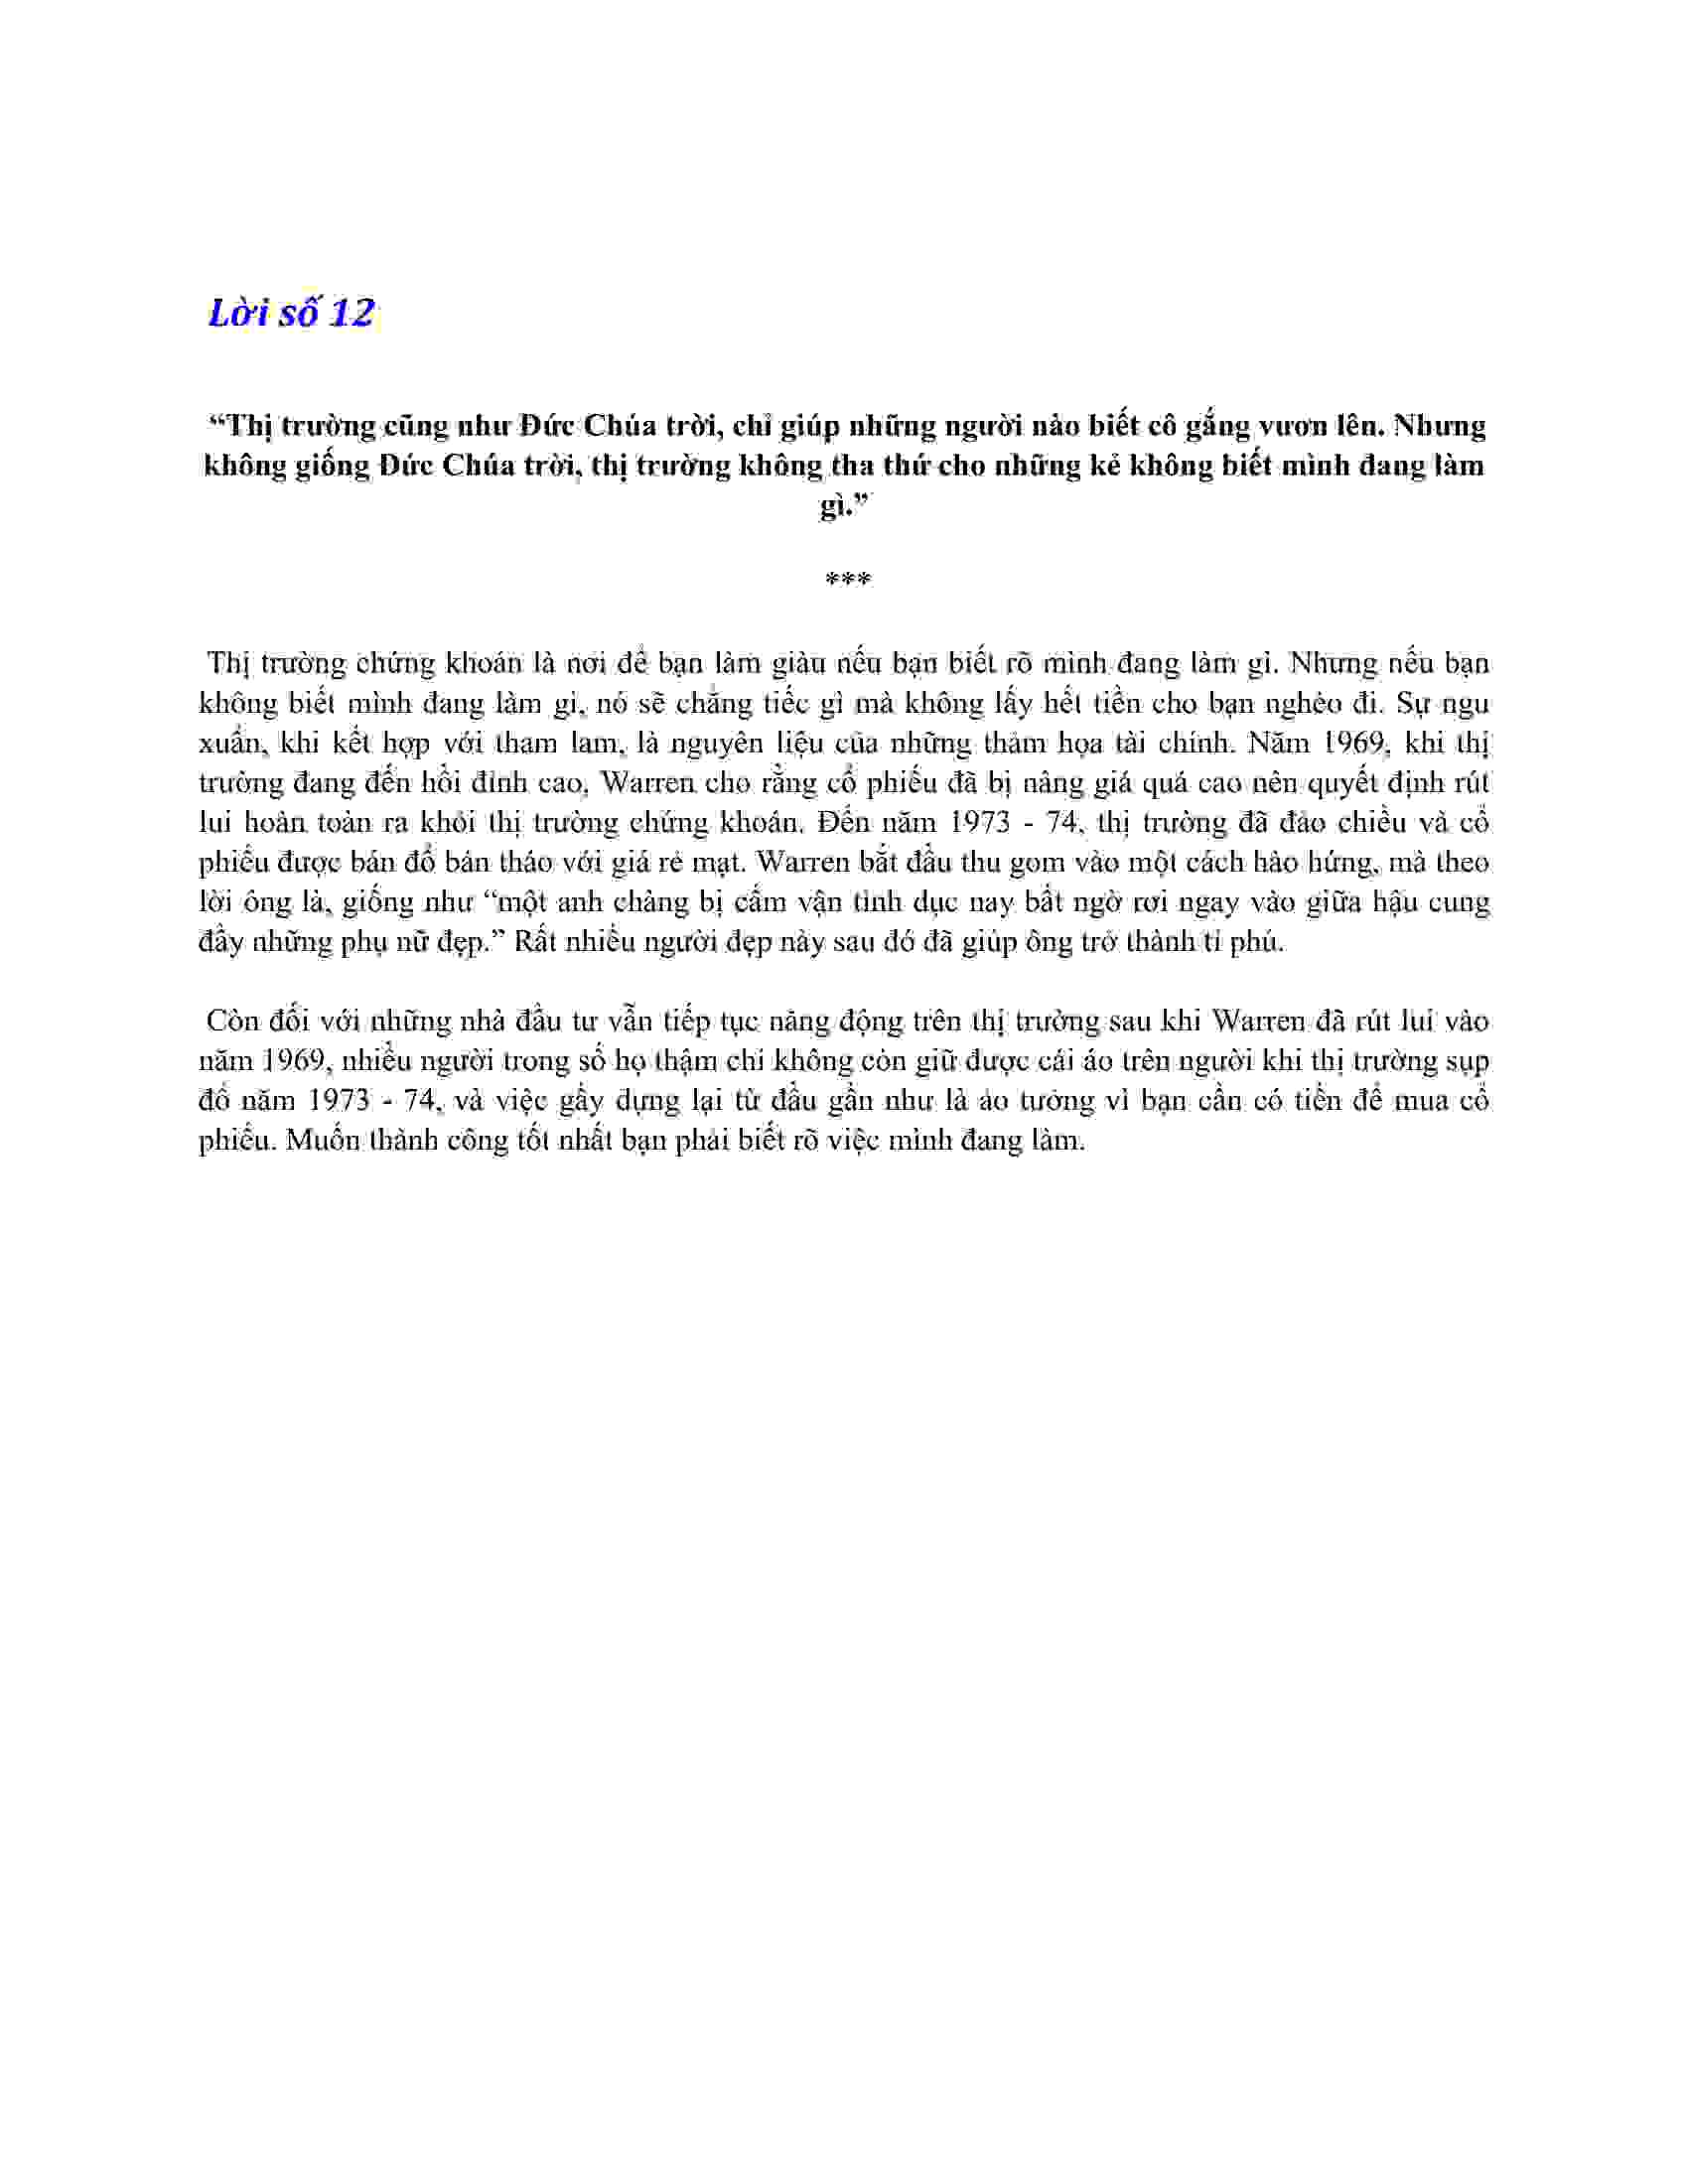 Lời số 12
“Thị trường cũng như Đức Chúa trời, chỉ giúp những người nào biết cố gắng vươn lên. Nhưng
không giống Đức Chúa trời, thị trường không tha thứ cho những kẻ không biết mình đang làm
gì.”
***
Thị trường chứng khoán là nơi để bạn làm giàu nếu bạn biết rõ mình đang làm gì. Nhưng nếu bạn
không biết mình đang làm gì, nó sẽ chẳng tiếc gì mà không lấy hết tiền cho bạn nghèo đi. Sự ngu
xuẩn, khi kết hợp với tham lam, là nguyên liệu của những thảm họa tài chính. Năm 1969, khi thị
trường đang đến hồi đỉnh cao, Warren cho rằng cổ phiếu đã bị nâng giá quá cao nên quyết định rút
lui hoàn toàn ra khỏi thị trường chứng khoán. Đến năm 1973 - 74, thị trường đã đảo chiều và cổ
phiếu được bán đổ bán tháo với giá rẻ mạt. Warren bắt đầu thu gom vào một cách hào hứng, mà theo
lời ông là, giống như “một anh chàng bị cấm vận tình dục nay bất ngờ rơi ngay vào giữa hậu cung
đầy những phụ nữ đẹp.” Rất nhiều người đẹp này sau đó đã giúp ông trở thành tỉ phú.
Còn đối với những nhà đầu tư vẫn tiếp tục năng động trên thị trường sau khi Warren đã rút lui vào
năm 1969, nhiều người trong số họ thậm chí không còn giữ được cái áo trên người khi thị trường sụp
đổ năm 1973 - 74, và việc gầy dựng lại từ đầu gần như là ảo tưởng vì bạn cần có tiền để mua cổ
phiếu. Muốn thành công tốt nhất bạn phải biết rõ việc mình đang làm.